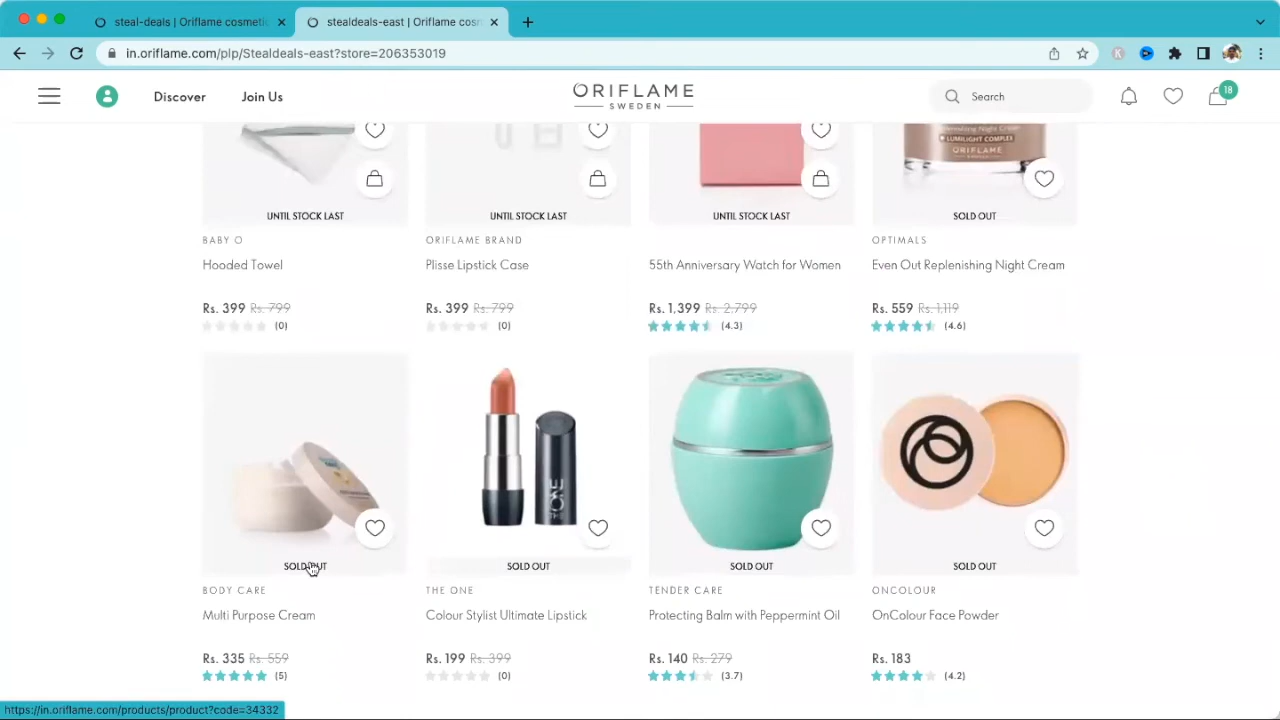 steal-deals | Oriflame cosmetic
stealdeals-east | Oriflame cosm
in.oriflame.com/plp/Stealdeals-east?store=206353019
Discover
Join Us
ORIFLAME
SWEDEN
Search
18
LUMILIGHT COMPLEX
ORIFLAME
UNTIL STOCK LAST
UNTIL STOCK LAST
UNTIL STOCK LAST
SOLD OUT
BABY O
ORIFLAME BRAND
OPTIMALS
Hooded Towel
Plisse Lipstick Case
55th Anniversary Watch for Women
Even Out Replenishing Night Cream
Rs. 399 Rs. 799
Rs. 399 Rs. 799
Rs. 1,399 Rs. 2,799
Rs. 559 Rs. 1,119
(0)
(0)
(4.3)
(4.6)
THE ONE
SOLD OUT
SOLD OUT
SOLD OUT
SOLD OUT
BODY CARE
THE ONE
TENDER CARE
ONCOLOUR
Multi Purpose Cream
Colour Stylist Ultimate Lipstick
Protecting Balm with Peppermint Oil
OnColour Face Powder
Rs. 335 Rs. 559
Rs. 199 Rs. 399
Rs. 140 Rs. 279
Rs. 183
(5)
(0)
(3.7)
(4.2)
https://in.oriflame.com/products/product?code=34332